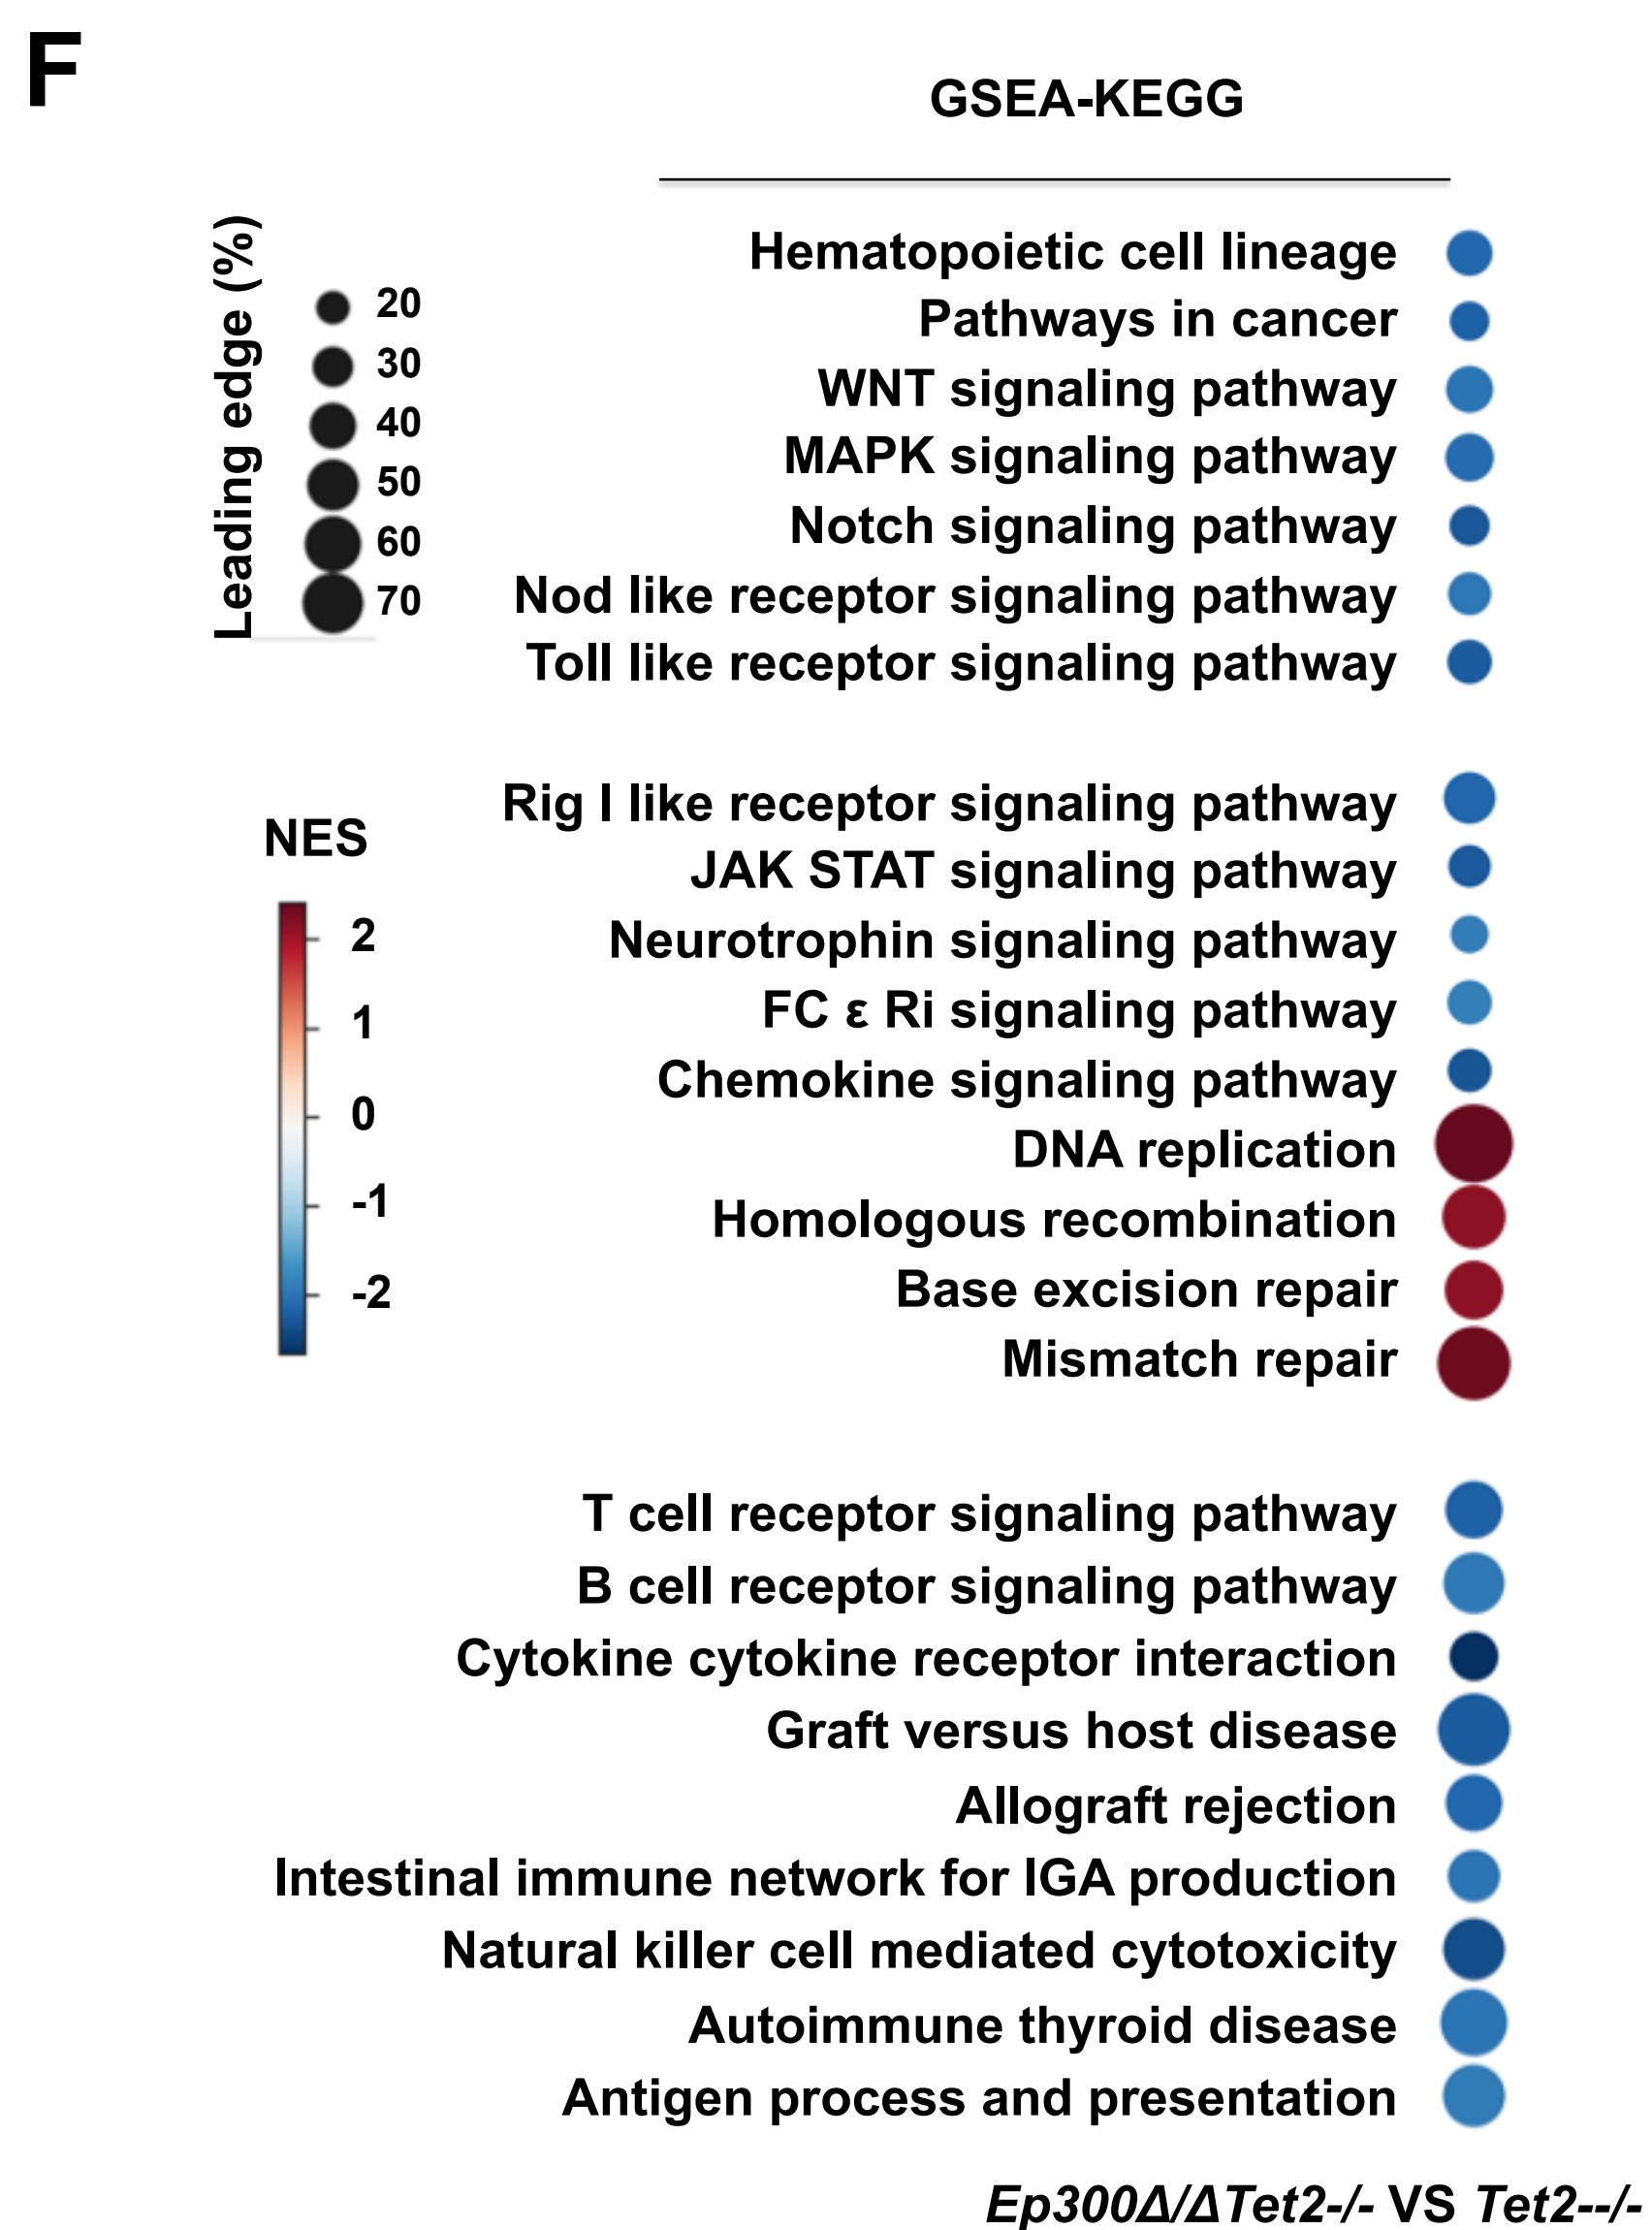 F
GSEA-KEGG
Leading edge (%)
20
30
40
50
60
70
Hematopoietic cell lineage
Pathways in cancer
WNT signaling pathway
MAPK signaling pathway
Notch signaling pathway
Nod like receptor signaling pathway
Toll like receptor signaling pathway
NES
2
1
0
-1
-2
Rig I like receptor signaling pathway
JAK STAT signaling pathway
Neurotrophin signaling pathway
FC ε Ri signaling pathway
Chemokine signaling pathway
DNA replication
Homologous recombination
Base excision repair
Mismatch repair
T cell receptor signaling pathway
B cell receptor signaling pathway
Cytokine cytokine receptor interaction
Graft versus host disease
Allograft rejection
Intestinal immune network for IGA production
Natural killer cell mediated cytotoxicity
Autoimmune thyroid disease
Antigen process and presentation
Ep300Δ/ΔTet2-/- VS Tet2--/-